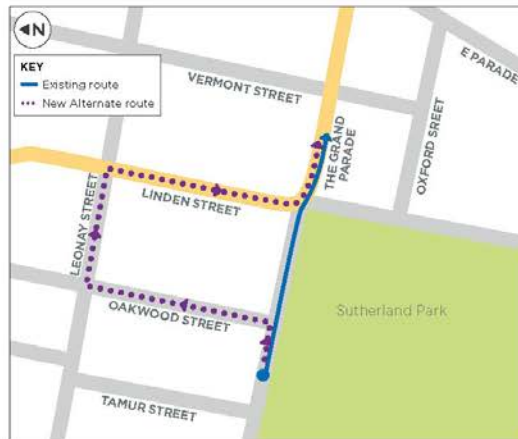 N
KEY
Existing route
New Alternate route
VERMONT STREET
E PARADE
OXFORD SREET
THE GRAND
PARADE
LINDEN STREET
LEONAY STREET
OAKWOOD STREET
Sutherland Park
TAMUR STREET